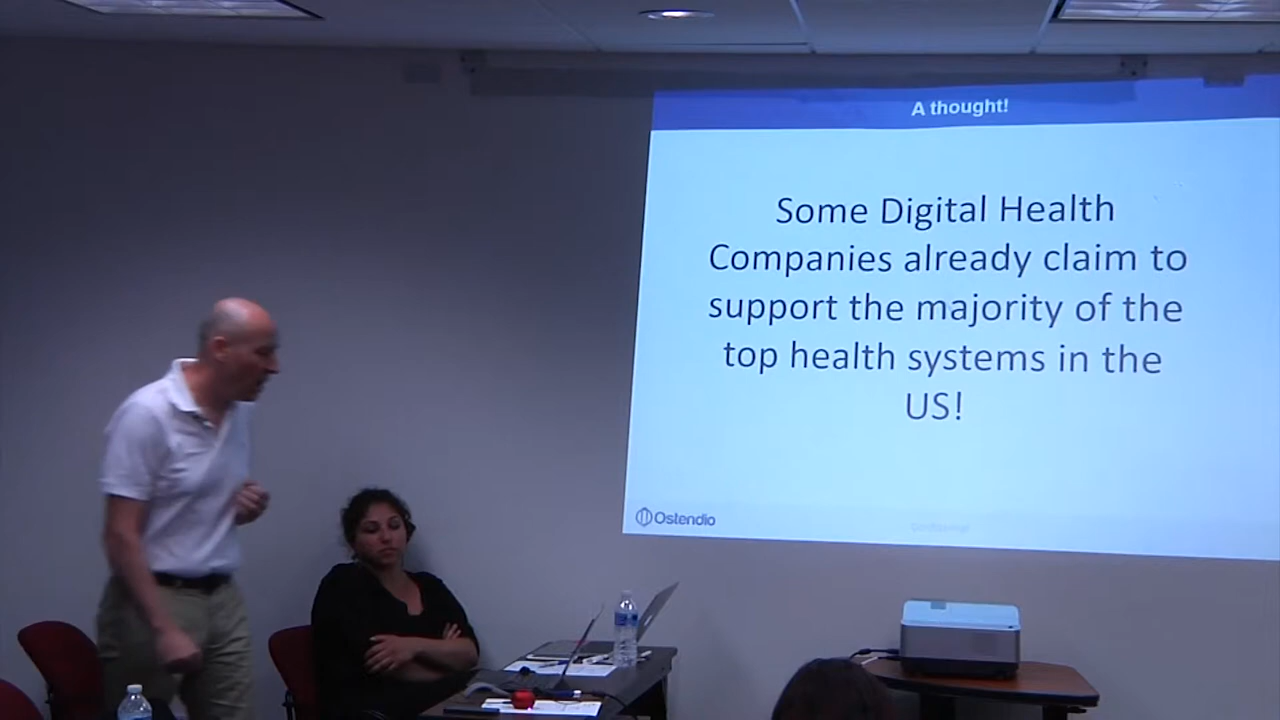 A thought!
Some Digital Health
Companies already claim to
support the majority of the
top health systems in the
US!
Ostendio